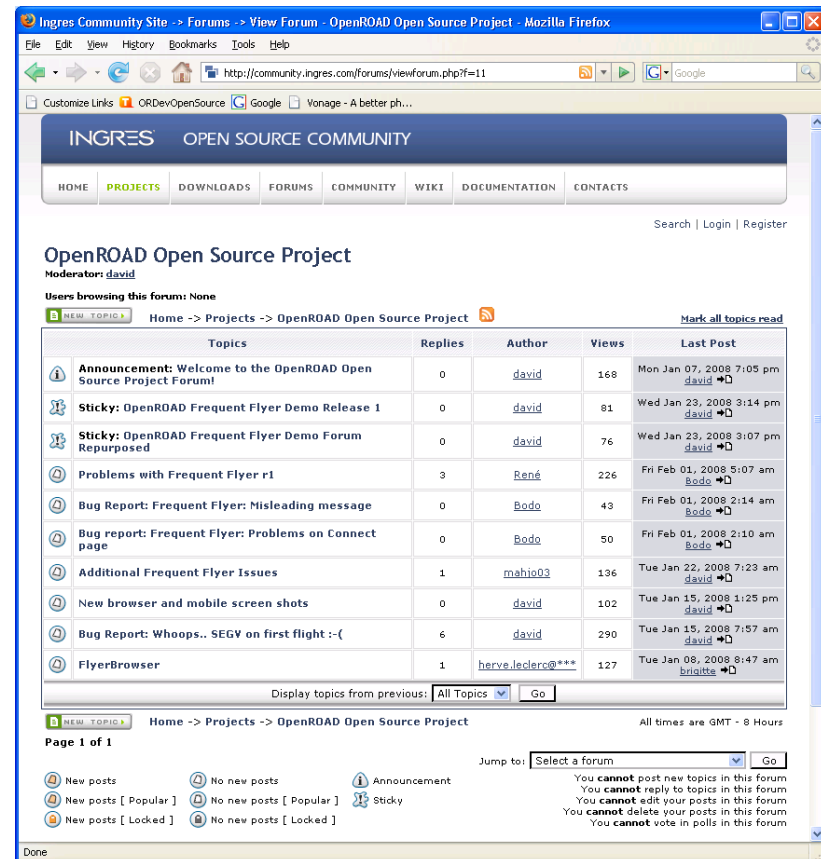 Ingres Community Site -> Forums -> View Forum - OpenROAD Open Source Project - Mozilla Firefox
File Edit View History Bookmarks Tools Help
http://community.ingres.com/forums/viewforum.php?f=11
G Google
Customize Links ORDevOpenSource Google Vonage - A better ph...
INGRES OPEN SOURCE COMMUNITY
HOME PROJECTS DOWNLOADS FORUMS COMMUNITY WIKI DOCUMENTATION CONTACTS
Search | Login | Register
OpenROAD Open Source Project
Moderator: david
Users browsing this forum: None
NEW TOPIC Home -> Projects -> OpenROAD Open Source Project Mark all topics read
Topics Replies Author Views Last Post
Announcement: Welcome to the OpenROAD Open Source Project Forum! 0 david 168 Mon Jan 07, 2008 7:05 pm david
Sticky: OpenROAD Frequent Flyer Demo Release 1 0 david 81 Wed Jan 23, 2008 3:14 pm david
Sticky: OpenROAD Frequent Flyer Demo Forum Repurposed 0 david 76 Wed Jan 23, 2008 3:07 pm david
Problems with Frequent Flyer r1 3 René 226 Fri Feb 01, 2008 5:07 am Bodo
Bug Report: Frequent Flyer: Misleading message 0 Bodo 43 Fri Feb 01, 2008 2:14 am Bodo
Bug report: Frequent Flyer: Problems on Connect page 0 Bodo 50 Fri Feb 01, 2008 2:10 am Bodo
Additional Frequent Flyer Issues 1 mahjo03 136 Tue Jan 22, 2008 7:23 am david
New browser and mobile screen shots 0 david 102 Tue Jan 15, 2008 1:25 pm david
Bug Report: Whoops.. SEGV on first flight :-( 6 david 290 Tue Jan 15, 2008 7:57 am david
FlyerBrowser 1 herve.leclerc@*** 127 Tue Jan 08, 2008 8:47 am brigitte
Display topics from previous: All Topics Go
NEW TOPIC Home -> Projects -> OpenROAD Open Source Project All times are GMT - 8 Hours
Page 1 of 1
Jump to: Select a forum Go
New posts No new posts Announcement
New posts [ Popular ] No new posts [ Popular ] Sticky
New posts [ Locked ] No new posts [ Locked ]
You cannot post new topics in this forum
You cannot reply to topics in this forum
You cannot edit your posts in this forum
You cannot delete your posts in this forum
You cannot vote in polls in this forum
Done